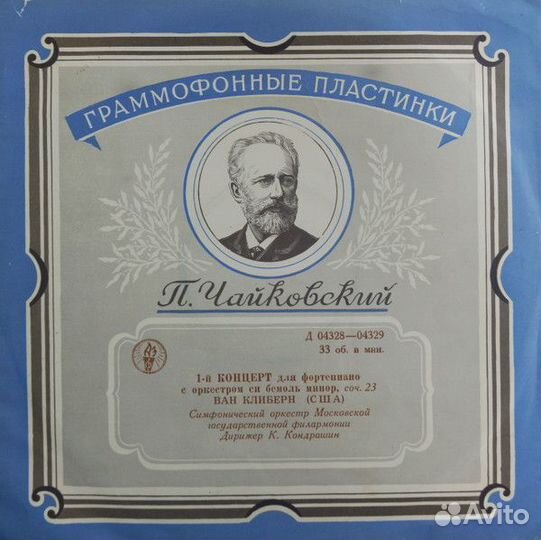 ГРАММОФОННЫЕ ПЛАСТИНКИ
П. Чайковский
Д 04328—04329
33 об. в мин.
1-й КОНЦЕРТ для фортепиано
с оркестром си бемоль минор, соч. 23
ВАН КЛИБЕРН (США)
Симфонический оркестр Московской
государственной филармонии
Дирижер К. Кондрашин
Avito